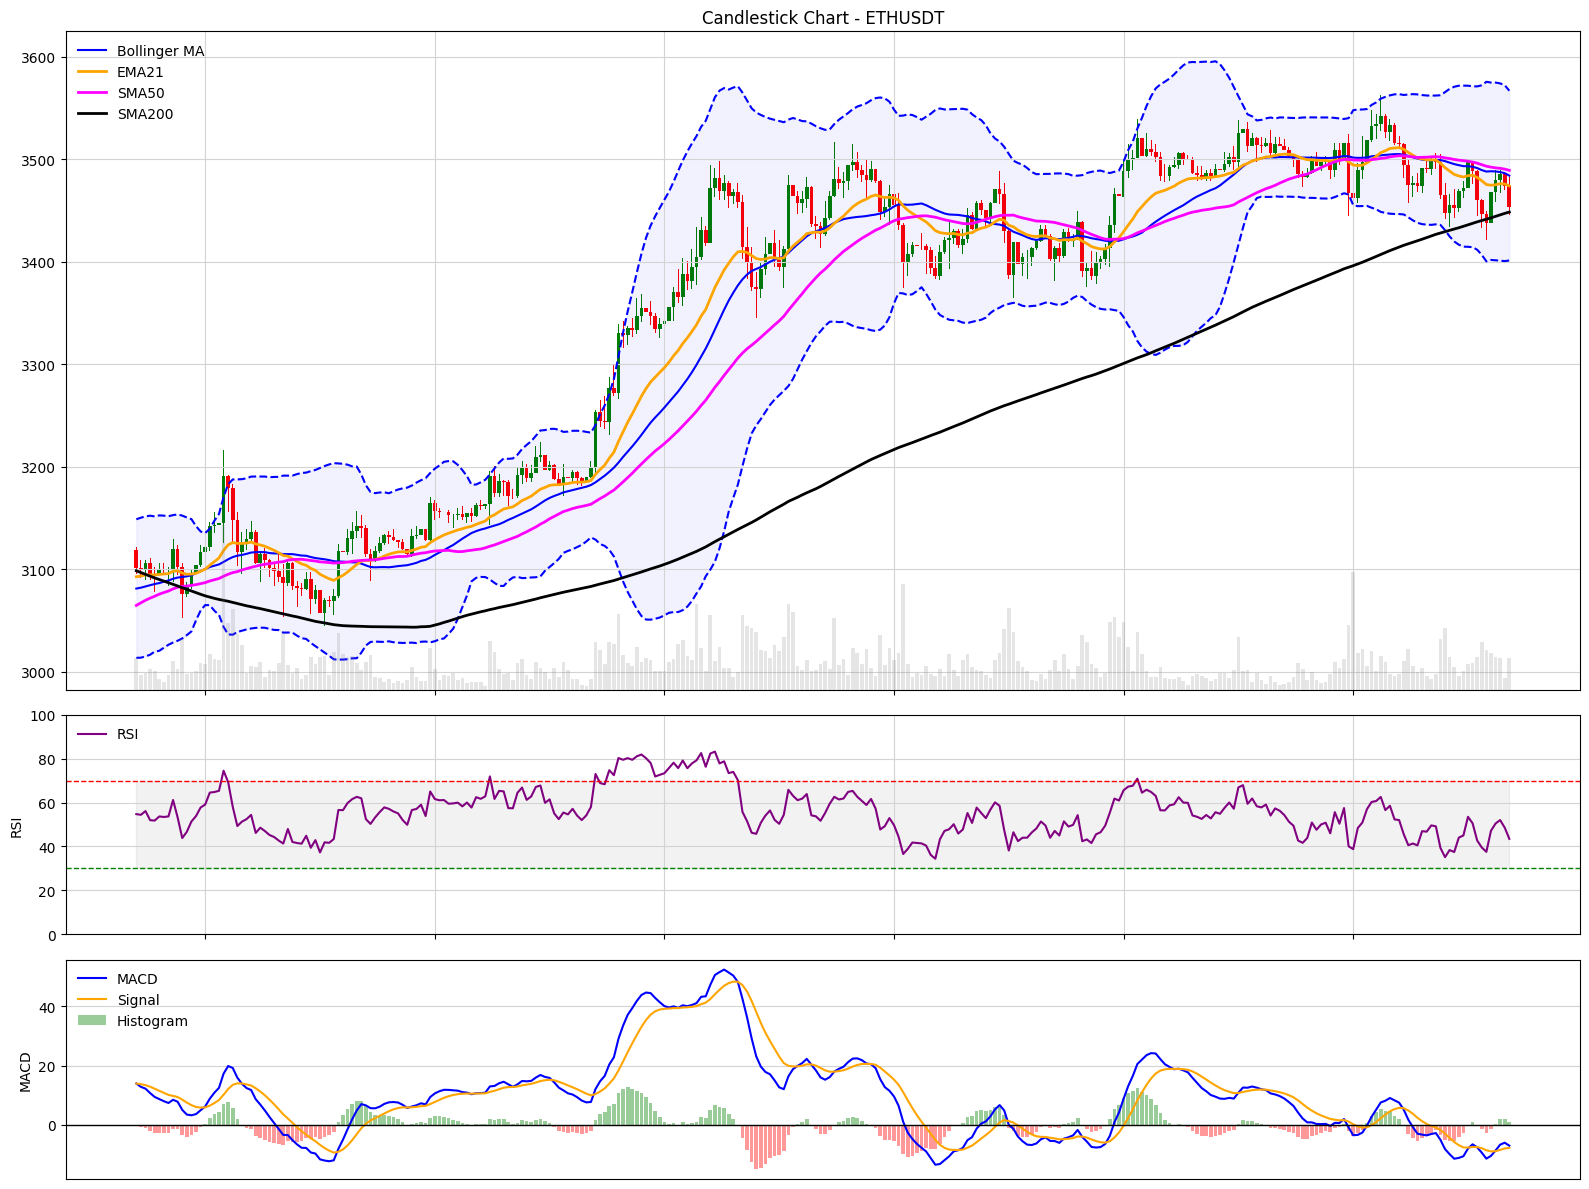 Candlestick Chart - ETHUSDT
Bollinger MA
EMA21
SMA50
SMA200
3600
3500
3400
3300
3200
3100
3000
RSI
100
80
60
40
20
0
RSI
MACD
Signal
Histogram
40
20
0
MACD